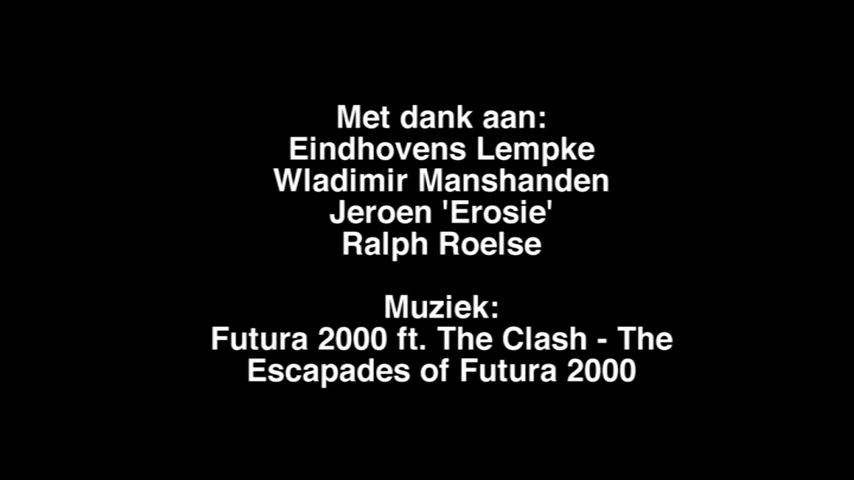 Met dank aan:
Eindhovens Lempke
Wladimir Manshanden
Jeroen 'Erosie'
Ralph Roelse
Muziek:
Futura 2000 ft. The Clash - The
Escapades of Futura 2000